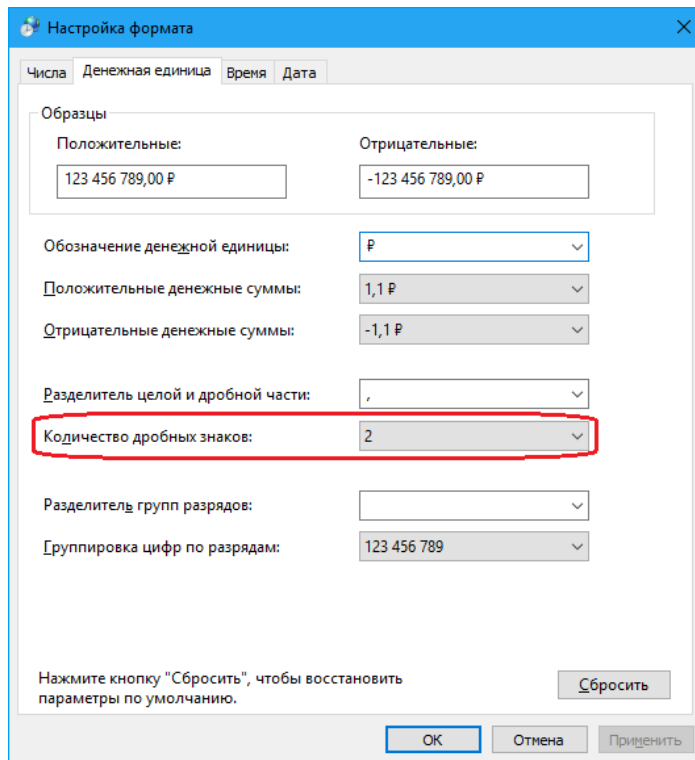 Настройка формата
Числа Денежная единица Время Дата
Образцы
Положительные: Отрицательные:
123 456 789,00 ₽ -123 456 789,00 ₽
Обозначение денежной единицы: ₽
Положительные денежные суммы: 1,1 ₽
Отрицательные денежные суммы: -1,1 ₽
Разделитель целой и дробной части: ,
Количество дробных знаков: 2
Разделитель групп разрядов:
Группировка цифр по разрядам: 123 456 789
Нажмите кнопку "Сбросить", чтобы восстановить
параметры по умолчанию.
Сбросить
ОК Отмена Применить